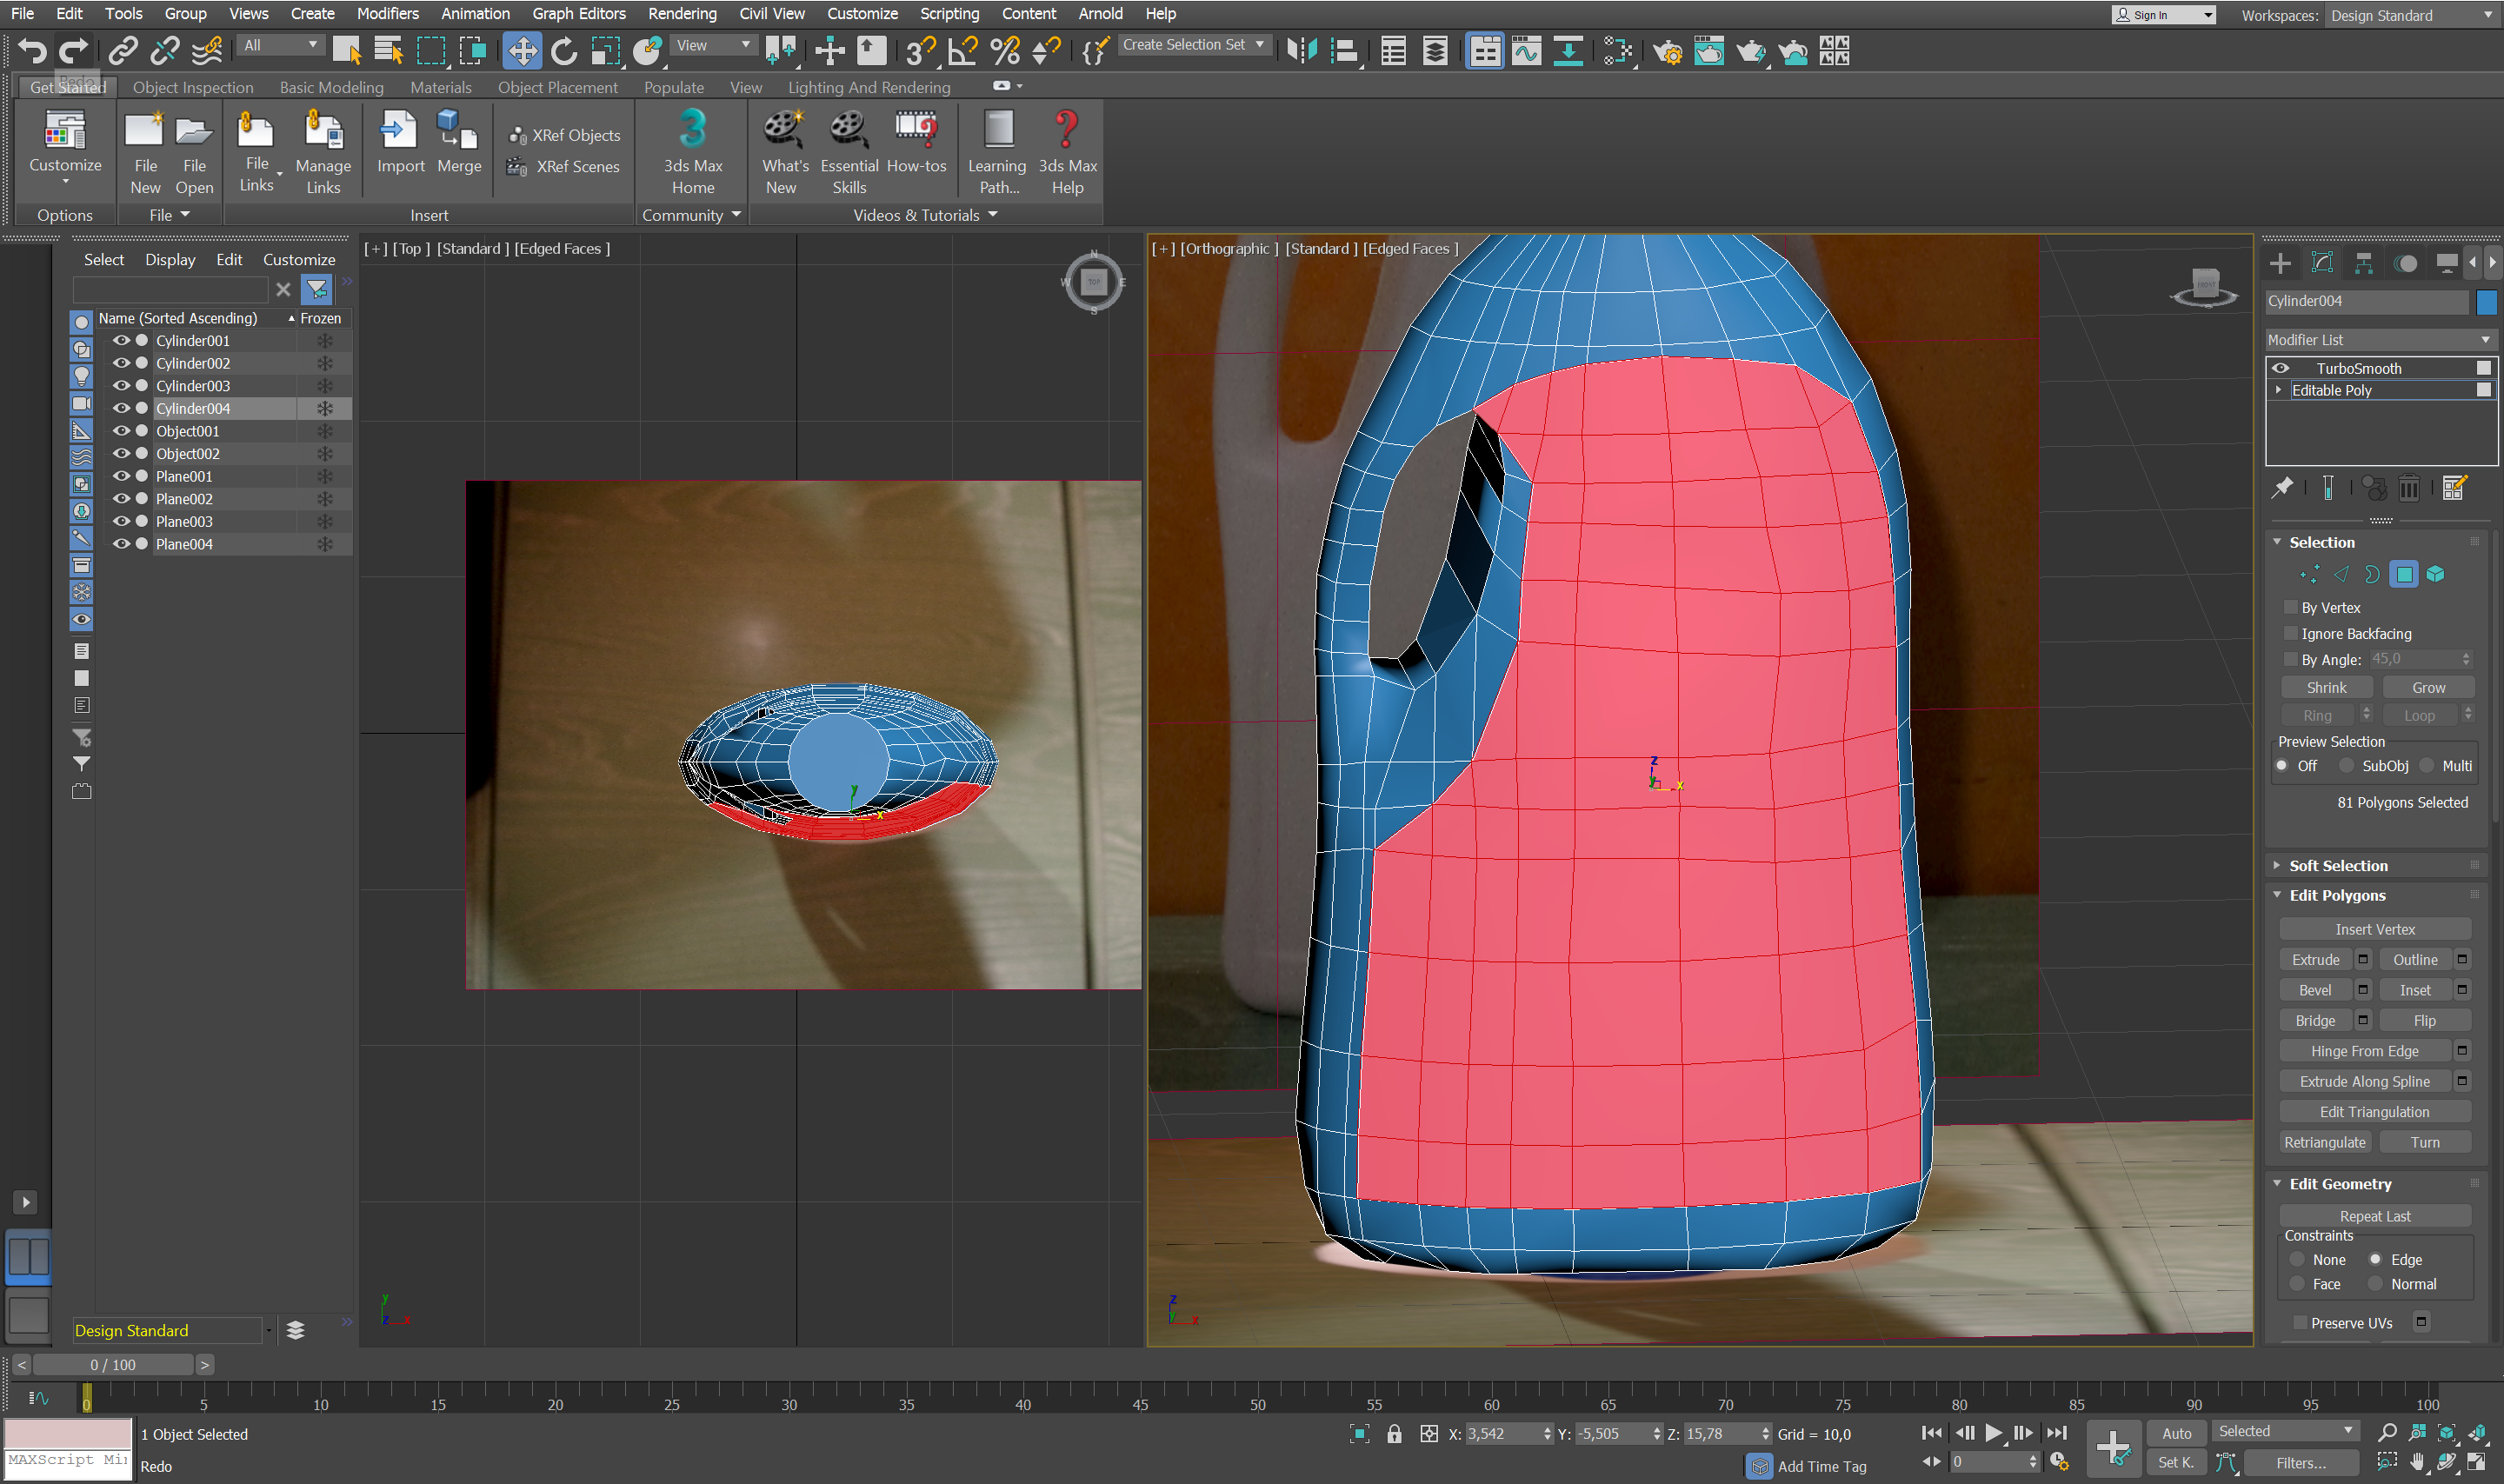 File Edit Tools Group Views Create Modifiers Animation Graph Editors Rendering Civil View Customize Scripting Content Arnold Help
Sign In Workspaces: Design Standard
All View Create Selection Set
Get Started Object Inspection Basic Modeling Materials Object Placement Populate View Lighting And Rendering
Redo
Customize
File New
File Open
File Links
Manage Links
Import
Merge
XRef Objects
XRef Scenes
3ds Max Home
What's New
Essential Skills
How-tos
Learning Path...
3ds Max Help
Options File Insert Community Videos & Tutorials
Select Display Edit Customize
Name (Sorted Ascending) Frozen
Cylinder001
Cylinder002
Cylinder003
Cylinder004
Object001
Object002
Plane001
Plane002
Plane003
Plane004
Design Standard
[+] [Top ] [Standard ] [Edged Faces ]
N
W TOP E
S
y
x
y
z x
[+] [Orthographic ] [Standard ] [Edged Faces ]
FRONT
z
y x
z
y x
Cylinder004
Modifier List
TurboSmooth
Editable Poly
Selection
By Vertex
Ignore Backfacing
By Angle: 45,0
Shrink Grow
Ring Loop
Preview Selection
Off SubObj Multi
81 Polygons Selected
Soft Selection
Edit Polygons
Insert Vertex
Extrude Outline
Bevel Inset
Bridge Flip
Hinge From Edge
Extrude Along Spline
Edit Triangulation
Retriangulate Turn
Edit Geometry
Repeat Last
Constraints
None Edge
Face Normal
Preserve UVs
< 0 / 100 >
0 5 10 15 20 25 30 35 40 45 50 55 60 65 70 75 80 85 90 95 100
1 Object Selected X: 3,542 Y: -5,505 Z: 15,78 Grid = 10,0 Auto Selected
MAXScript Mi
Redo Add Time Tag 0 Set K. Filters...